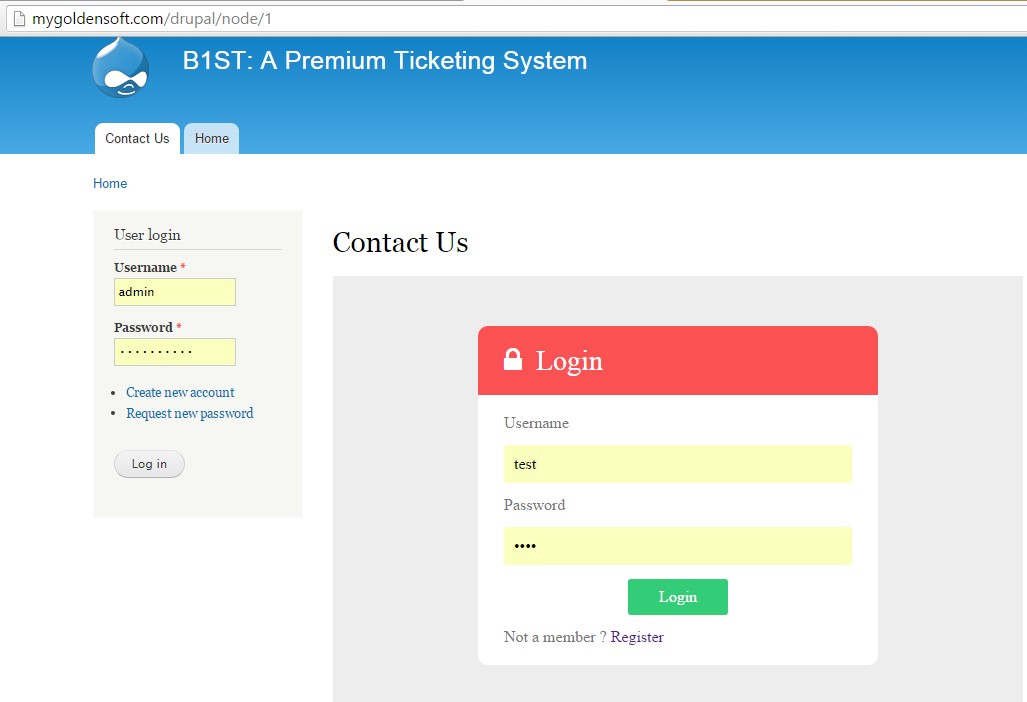 mygoldensoft.com/drupal/node/1
B1ST: A Premium Ticketing System
Contact Us
Home
Home
User login
Username *
admin
Password *
••••••••••
Create new account
Request new password
Log in
Contact Us
Login
Username
test
Password
••••
Login
Not a member ? Register